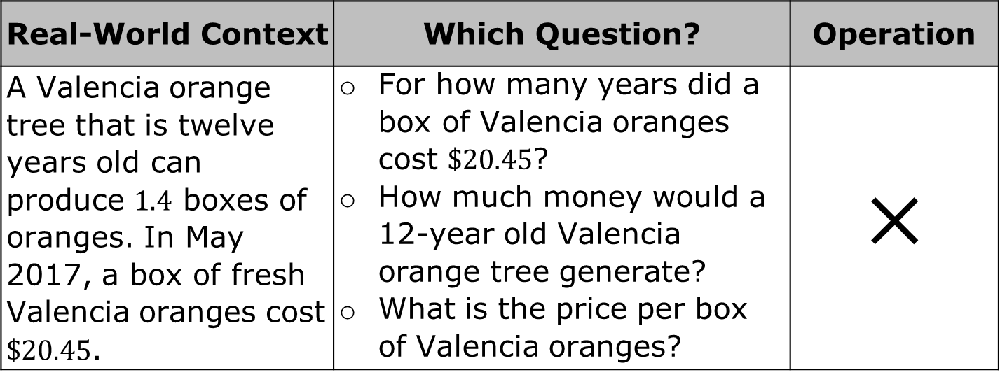 Real-World Context
Which Question?
Operation
A Valencia orange
tree that is twelve
years old can
produce 1.4 boxes of
oranges. In May
2017, a box of fresh
Valencia oranges cost
$20.45.
○ For how many years did a
box of Valencia oranges
cost $20.45?
○ How much money would a
12-year old Valencia
orange tree generate?
○ What is the price per box
of Valencia oranges?
×